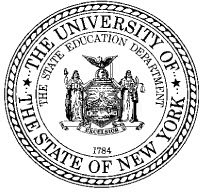 THE UNIVERSITY OF
THE STATE OF NEW YORK
THE STATE EDUCATION DEPARTMENT
EXCELSIOR
1784